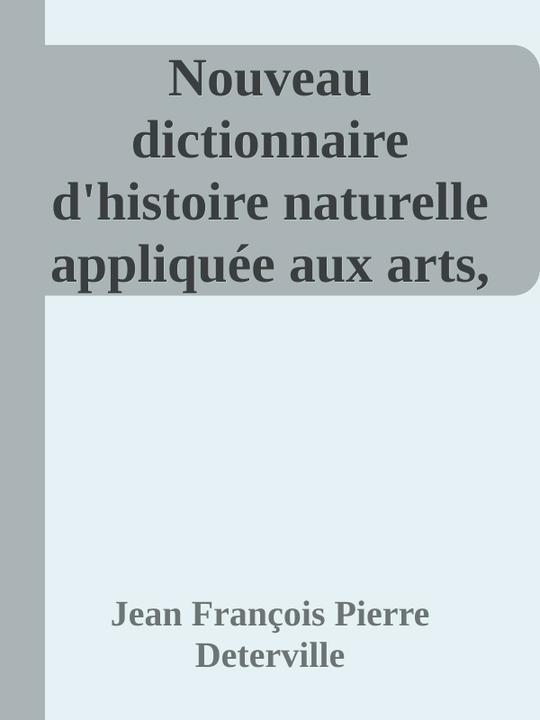 Nouveau
dictionnaire
d'histoire naturelle
appliquée aux arts,
Jean François Pierre
Deterville